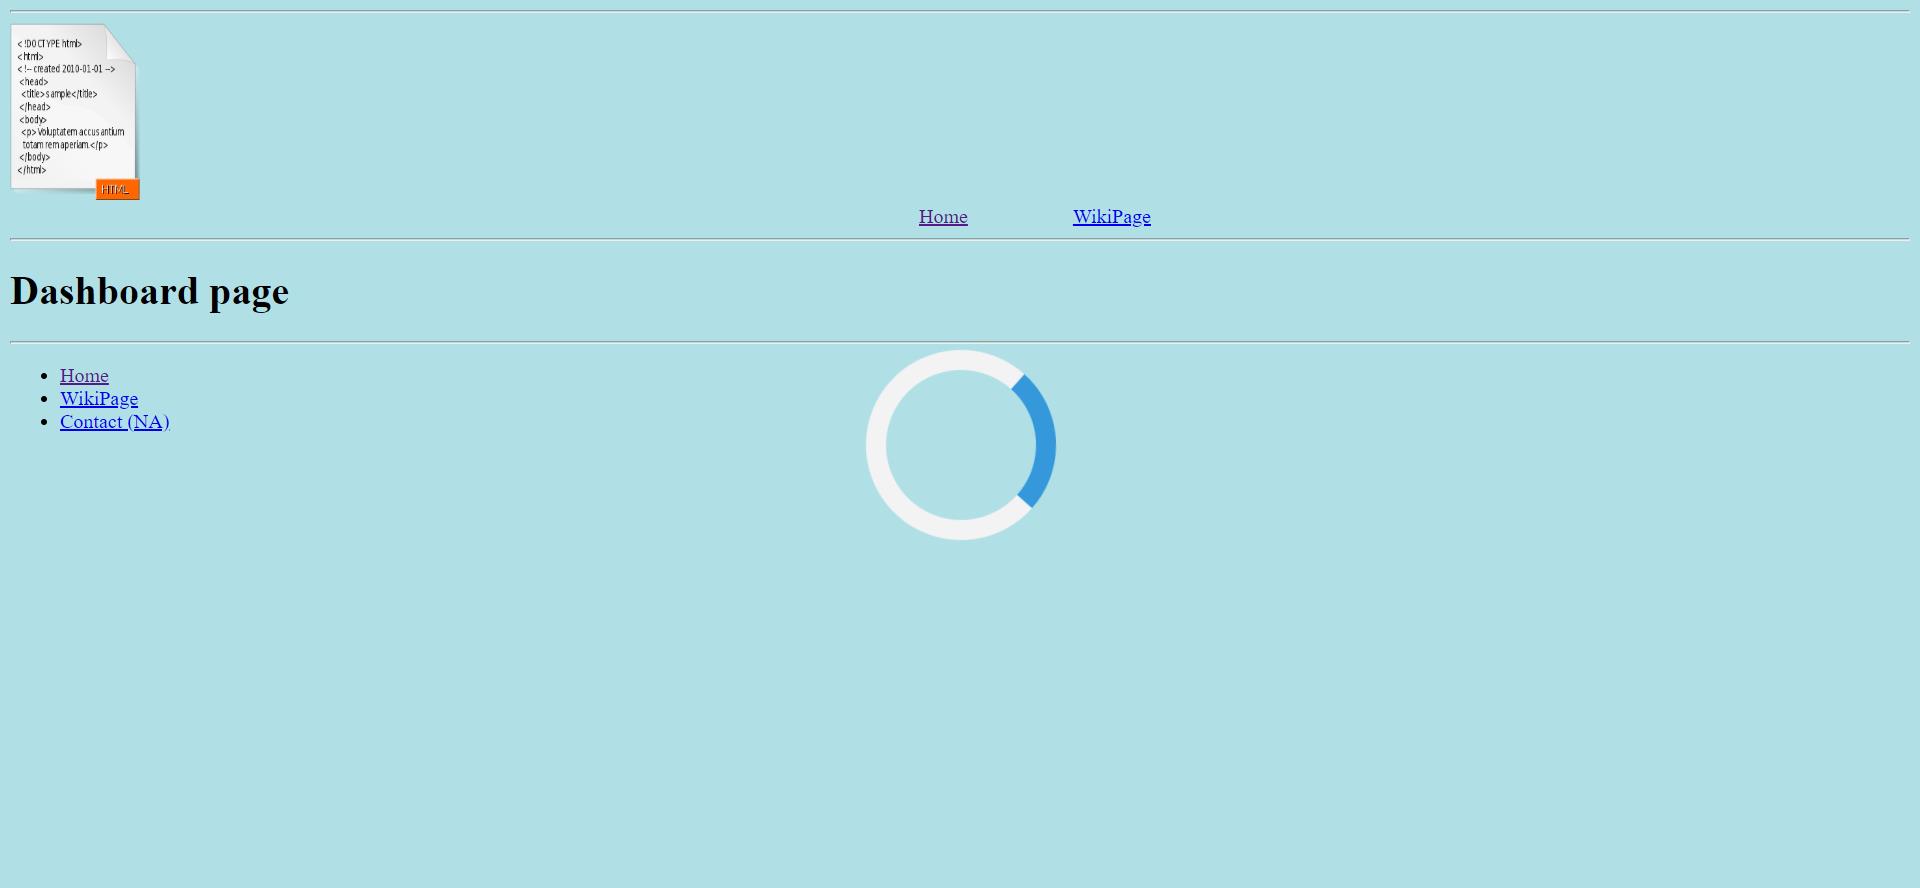 <!DOCTYPE html>
<html>
<!-- created 2010-01-01 -->
<head>
<title>sample</title>
</head>
<body>
<p>Voluptatem accusantium
totam rem aperiam.</p>
</body>
</html>
HTML
Home WikiPage
Dashboard page
Home
WikiPage
Contact (NA)